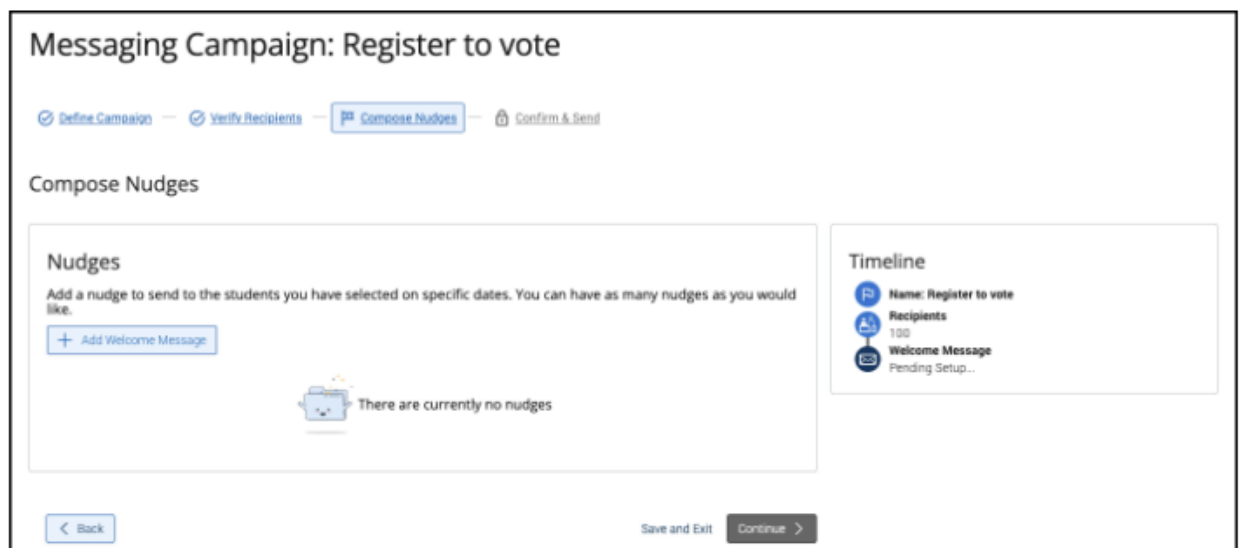 Messaging Campaign: Register to vote
Define Campaign
Verify Recipients
Compose Nudges
Confirm & Send
Compose Nudges
Nudges
Add a nudge to send to the students you have selected on specific dates. You can have as many nudges as you would
like.
+ Add Welcome Message
There are currently no nudges
Timeline
Name: Register to vote
Recipients
100
Welcome Message
Pending Setup...
< Back
Save and Exit
Continue >